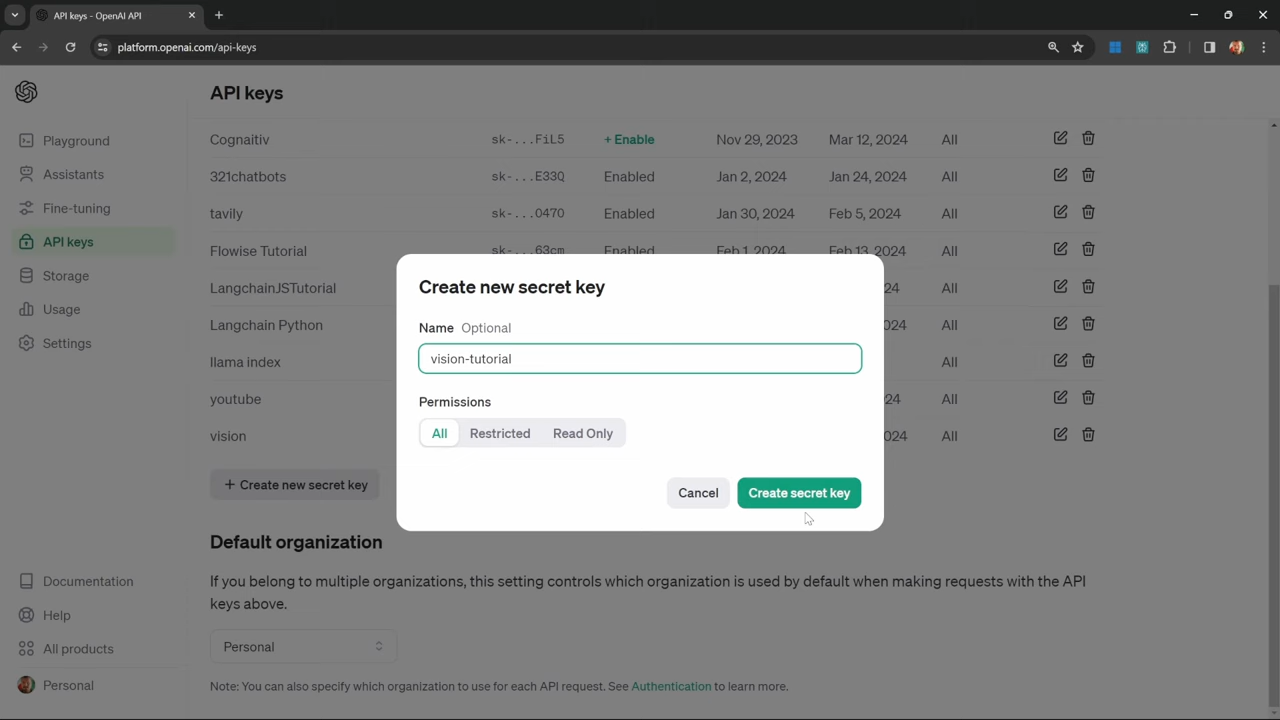 API keys - OpenAI API
platform.openai.com/api-keys
API keys
Playground
Assistants
Fine-tuning
API keys
Storage
Usage
Settings
Documentation
Help
All products
Personal
Cognaitiv sk-...FiL5 + Enable Nov 29, 2023 Mar 12, 2024 All
321chatbots sk-...E33Q Enabled Jan 2, 2024 Jan 24, 2024 All
tavily sk-...0470 Enabled Jan 30, 2024 Feb 5, 2024 All
Flowise Tutorial sk-...63cm Enabled Feb 1, 2024 Feb 13, 2024 All
LangchainJSTutorial 24 All
Langchain Python 024 All
llama index All
youtube 24 All
vision 024 All
+ Create new secret key
Create new secret key
Name Optional
vision-tutorial
Permissions
All Restricted Read Only
Cancel Create secret key
Default organization
If you belong to multiple organizations, this setting controls which organization is used by default when making requests with the API
keys above.
Personal
Note: You can also specify which organization to use for each API request. See Authentication to learn more.